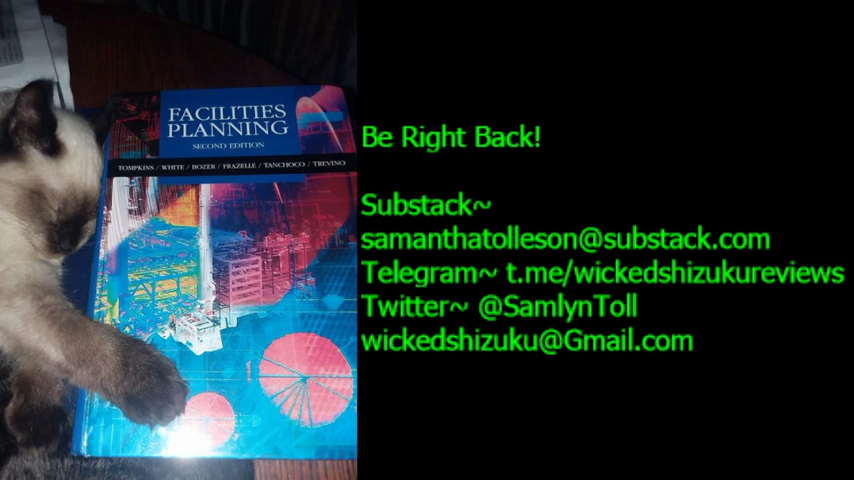 FACILITIES
PLANNING
SECOND EDITION
TOMPKINS / WHITE / BOZER / FRAZELLE / TANCHOCO / TREVINO
Be Right Back!
Substack~
samanthatolleson@substack.com
Telegram~ t.me/wickedshizukureviews
Twitter~ @SamlynToll
wickedshizuku@Gmail.com